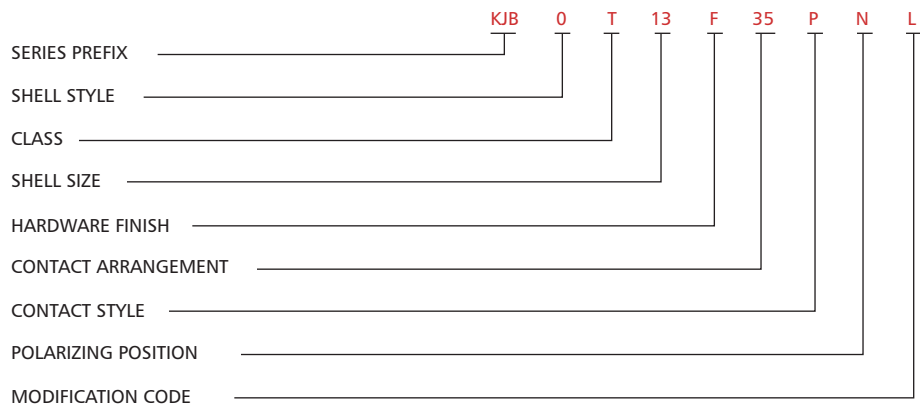 KJB 0 T 13 F 35 P N L
SERIES PREFIX
SHELL STYLE
CLASS
SHELL SIZE
HARDWARE FINISH
CONTACT ARRANGEMENT
CONTACT STYLE
POLARIZING POSITION
MODIFICATION CODE